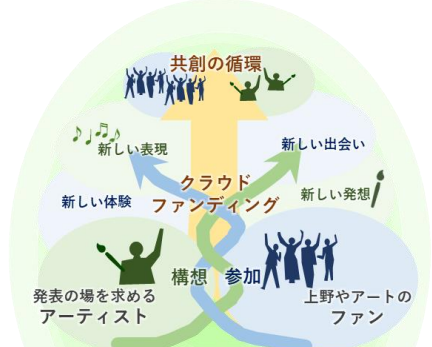 共創の循環
新しい表現
新しい出会い
クラウド
ファンディング
新しい体験
新しい発想
構想 参加
発表の場を求める
アーティスト
上野やアートの
ファン